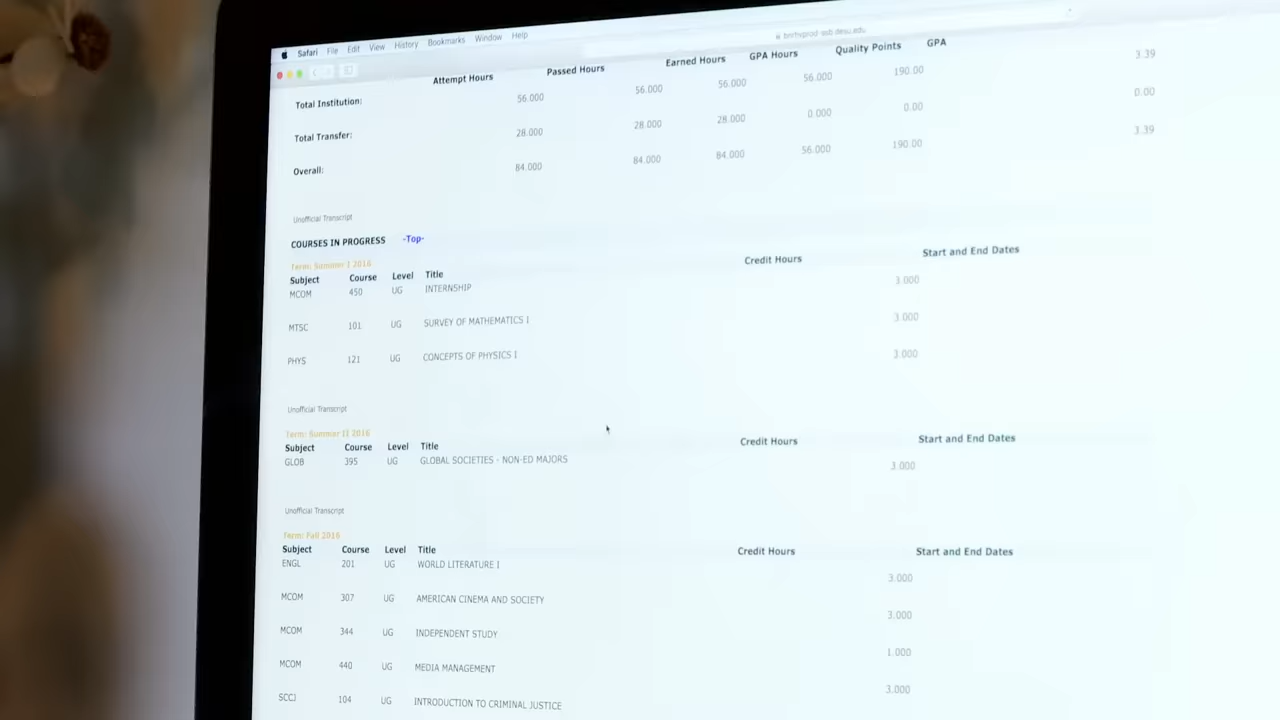 Safari File Edit View History Bookmarks Window Help
Attempt Hours Passed Hours Earned Hours GPA Hours Quality Points GPA
Total Institution: 56.000 56.000 56.000 56.000 190.00 3.39
Total Transfer: 28.000 28.000 28.000 0.000 0.00 0.00
Overall: 84.000 84.000 84.000 56.000 190.00 3.39
Unofficial Transcript
COURSES IN PROGRESS -Top-
Term: Summer I 2016
Subject Course Level Title Credit Hours Start and End Dates
MCOM 450 UG INTERNSHIP 3.000
MTSC 101 UG SURVEY OF MATHEMATICS I 3.000
PHYS 121 UG CONCEPTS OF PHYSICS I 3.000
Unofficial Transcript
Term: Summer II 2016
Subject Course Level Title Credit Hours Start and End Dates
GLOB 395 UG GLOBAL SOCIETIES - NON-ED MAJORS 3.000
Unofficial Transcript
Term: Fall 2016
Subject Course Level Title Credit Hours Start and End Dates
ENGL 201 UG WORLD LITERATURE I 3.000
MCOM 307 UG AMERICAN CINEMA AND SOCIETY 3.000
MCOM 344 UG INDEPENDENT STUDY 1.000
MCOM 440 UG MEDIA MANAGEMENT 3.000
SCCJ 104 UG INTRODUCTION TO CRIMINAL JUSTICE